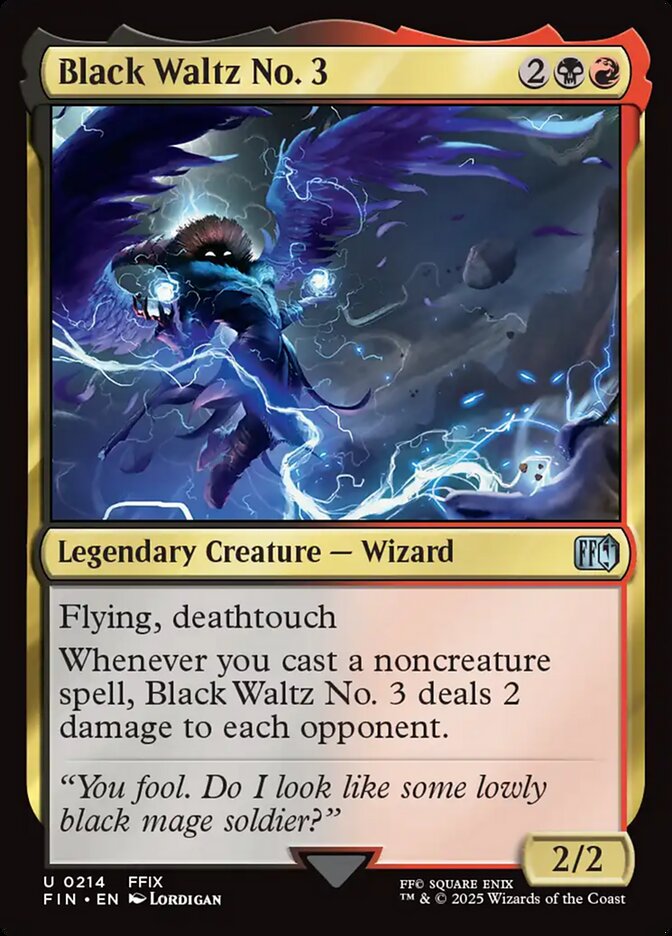 Black Waltz No. 3 2
Legendary Creature — Wizard FF
Flying, deathtouch
Whenever you cast a noncreature
spell, Black Waltz No. 3 deals 2
damage to each opponent.
“You fool. Do I look like some lowly
black mage soldier?”
2/2
U 0214 FFIX
FIN • EN Lordigan
FF© SQUARE ENIX
™ & © 2025 Wizards of the Coast